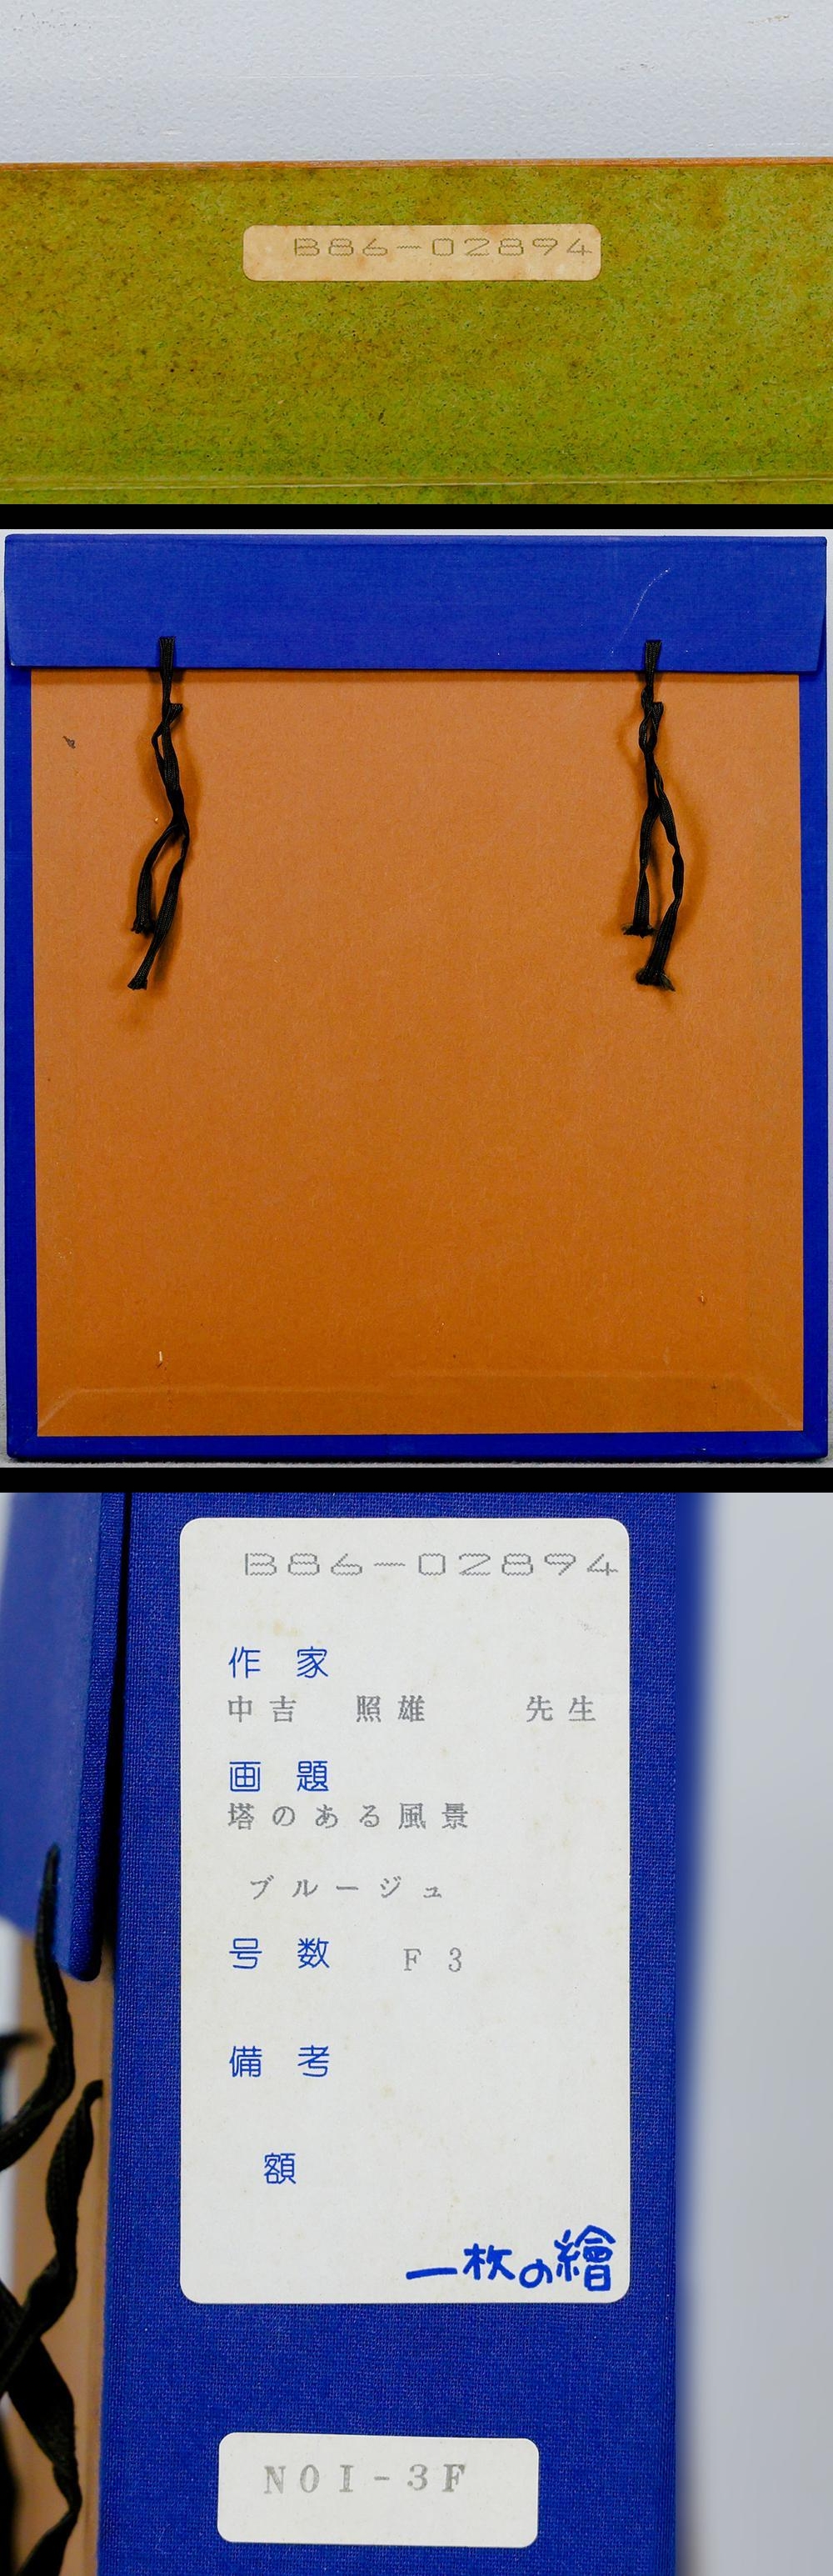 B86-02894
B86-02894
作家
中吉 照雄 先生
画題
塔のある風景
ブルージュ
号数 F3
備考
額
一枚の繪
NOI-3F